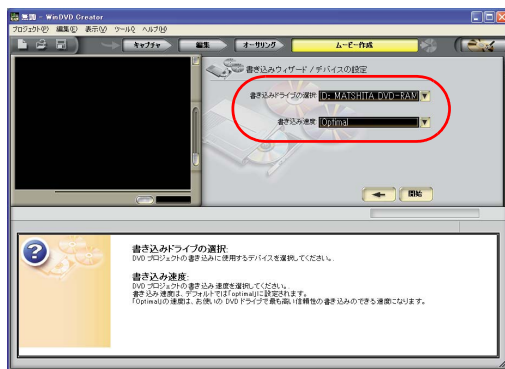 無題 - WinDVD Creator
プロジェクト(P) 編集(E) 表示(V) ツール(T) ヘルプ(H)
キャプチャ 編集 オーサリング ムービー作成
書き込みウィザード / デバイスの設定
書き込みドライブの選択 D: MATSHITA DVD-RAM
書き込み速度 Optimal
開始
書き込みドライブの選択:
DVD プロジェクトの書き込みに使用するデバイスを選択してください。
書き込み速度:
DVD プロジェクトの書き込み速度を選択してください。
書き込み速度は、デフォルトでは「optimal」に設定されます。
「Optimal」の速度は、お使いの DVD ドライブで最も高い信頼性の書き込みのできる速度になります。